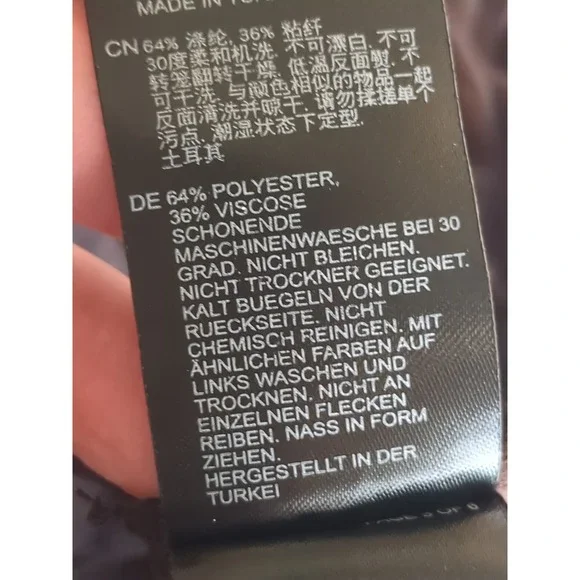 MADE IN
CN 64% 涤纶, 36% 粘纤
30度柔和机洗. 不可漂白. 不可
转笼翻转干燥. 低温反面熨. 不
可干洗. 与颜色相似的物品一起
反面清洗并晾干. 请勿揉搓单个
污点. 潮湿状态下定型.
土耳其
DE 64% POLYESTER,
36% VISCOSE
SCHONENDE
MASCHINENWAESCHE BEI 30
GRAD. NICHT BLEICHEN.
NICHT TROCKNER GEEIGNET.
KALT BUEGELN VON DER
RUECKSEITE. NICHT
CHEMISCH REINIGEN. MIT
ÄHNLICHEN FARBEN AUF
LINKS WASCHEN UND
TROCKNEN. NICHT AN
EINZELNEN FLECKEN
REIBEN. NASS IN FORM
ZIEHEN.
HERGESTELLT IN DER
TURKEI